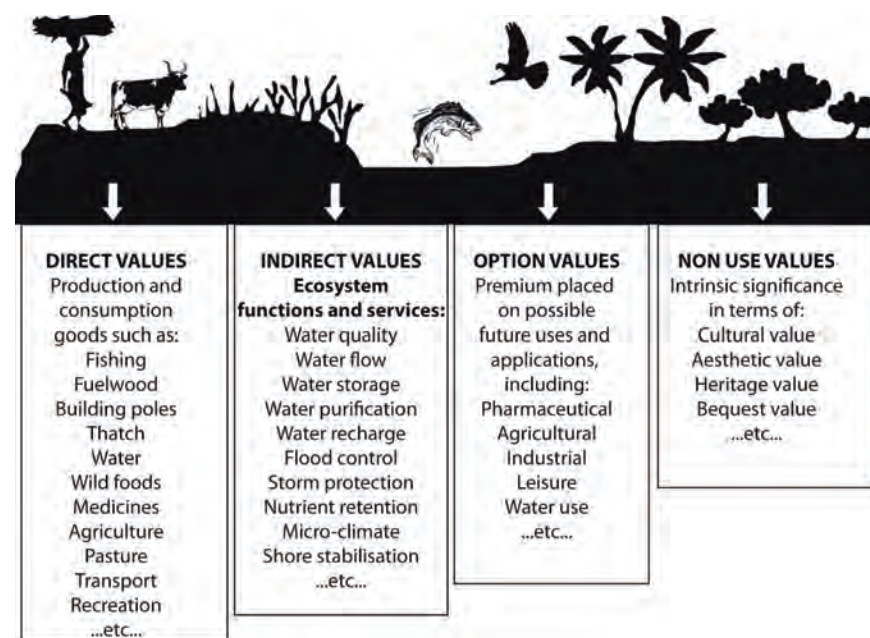 DIRECT VALUES
Production and
consumption
goods such as:
Fishing
Fuelwood
Building poles
Thatch
Water
Wild foods
Medicines
Agriculture
Pasture
Transport
Recreation
...etc...
INDIRECT VALUES
Ecosystem
functions and services:
Water quality
Water flow
Water storage
Water purification
Water recharge
Flood control
Storm protection
Nutrient retention
Micro-climate
Shore stabilisation
...etc...
OPTION VALUES
Premium placed
on possible
future uses and
applications,
including:
Pharmaceutical
Agricultural
Industrial
Leisure
Water use
...etc...
NON USE VALUES
Intrinsic significance
in terms of:
Cultural value
Aesthetic value
Heritage value
Bequest value
...etc...